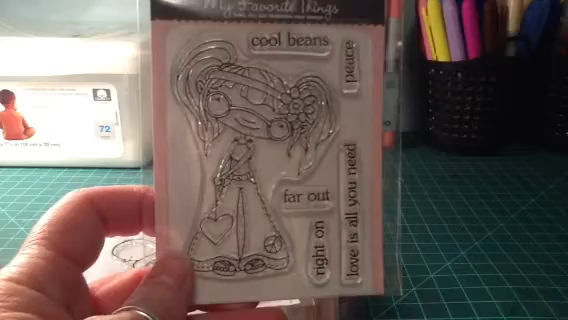 My Favorite Things
cool beans
peace
far out
love is all you need
right on
72